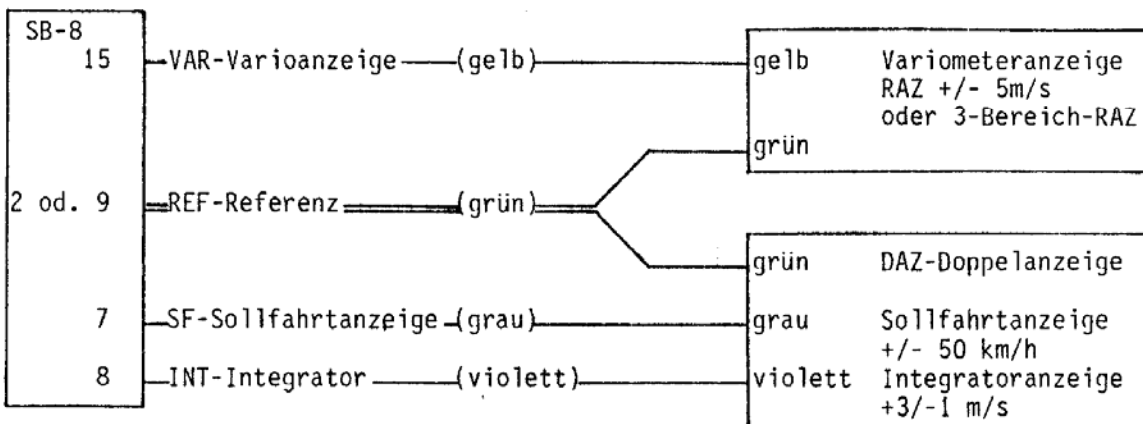 SB-8
15 VAR-Varioanzeige (gelb) gelb Variometeranzeige
RAZ +/- 5m/s
oder 3-Bereich-RAZ
grün
2 od. 9 REF-Referenz (grün)
grün DAZ-Doppelanzeige
7 SF-Sollfahrtanzeige (grau) grau Sollfahrtanzeige
+/- 50 km/h
8 INT-Integrator (violett) violett Integratoranzeige
+3/-1 m/s